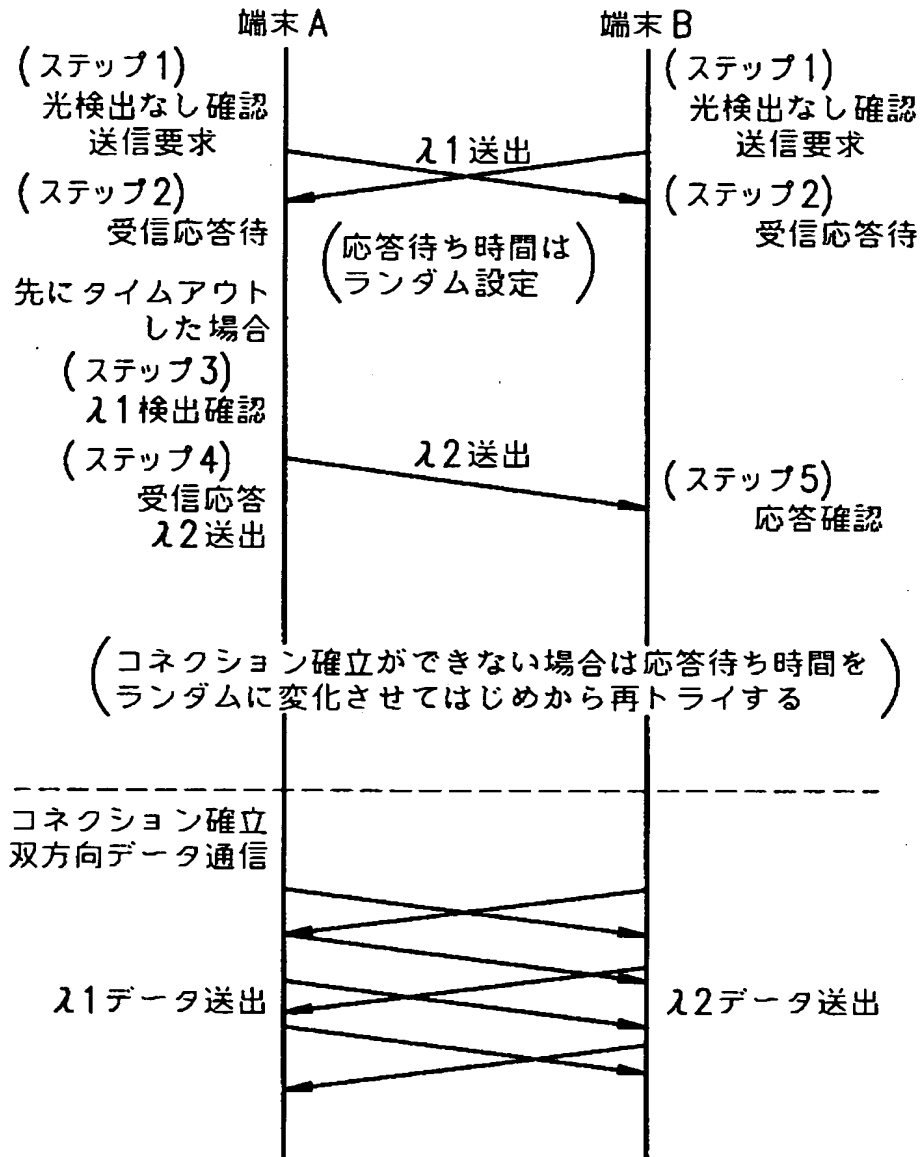 端末A
端末B
(ステップ1)
光検出なし確認
送信要求
(ステップ1)
光検出なし確認
送信要求
λ1送出
(ステップ2)
受信応答待
(ステップ2)
受信応答待
(応答待ち時間は
ランダム設定)
先にタイムアウト
した場合
(ステップ3)
λ1検出確認
(ステップ4)
受信応答
λ2送出
λ2送出
(ステップ5)
応答確認
(コネクション確立ができない場合は応答待ち時間を
ランダムに変化させてはじめから再トライする)
コネクション確立
双方向データ通信
λ1データ送出
λ2データ送出